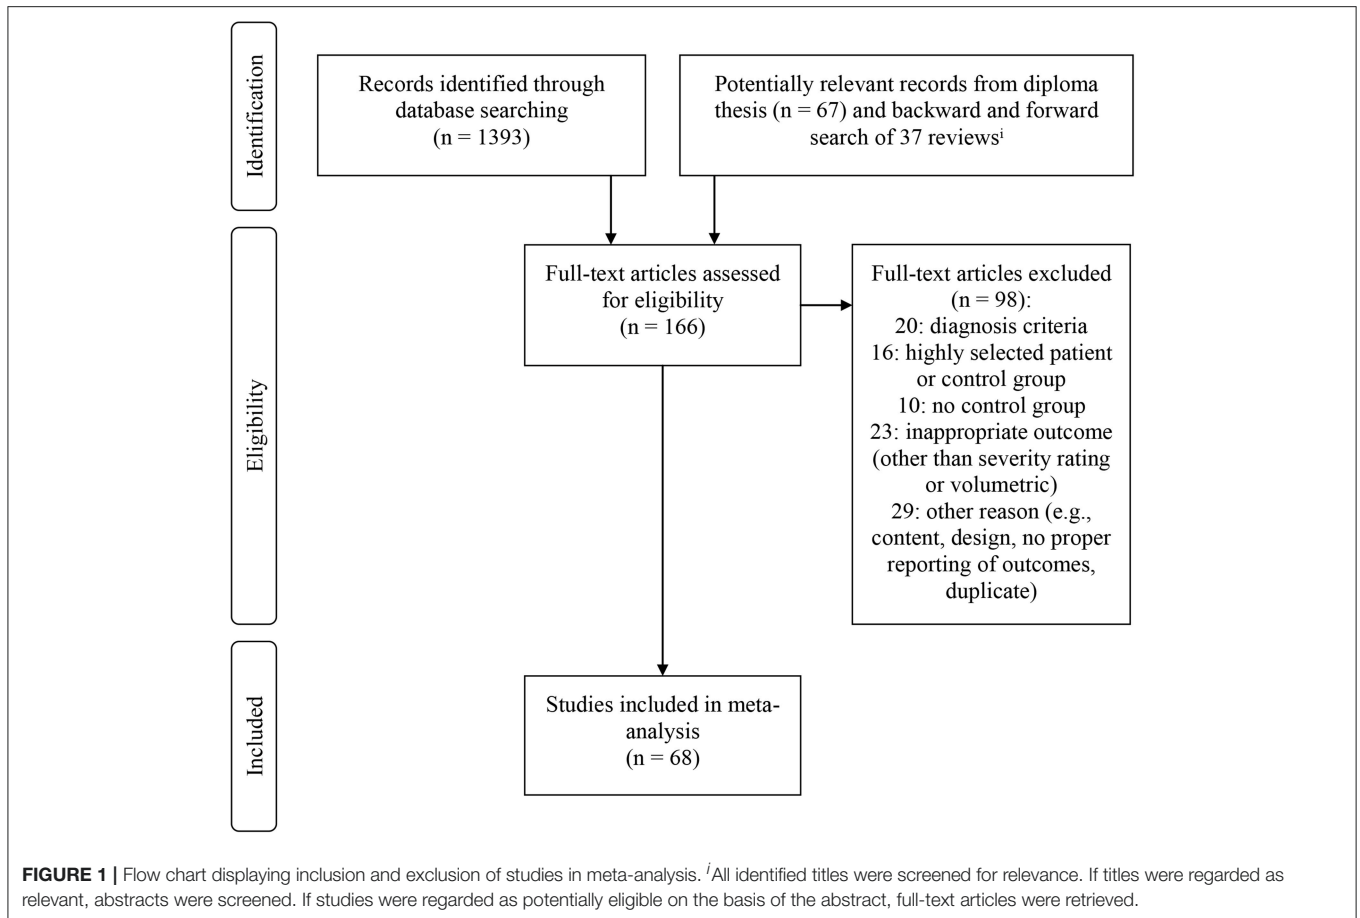 Identification
Records identified through
database searching
(n = 1393)
Potentially relevant records from diploma
thesis (n = 67) and backward and forward
search of 37 reviewsⁱ
Eligibility
Full-text articles assessed
for eligibility
(n = 166)
Full-text articles excluded
(n = 98):
20: diagnosis criteria
16: highly selected patient
or control group
10: no control group
23: inappropriate outcome
(other than severity rating
or volumetric)
29: other reason (e.g.,
content, design, no proper
reporting of outcomes,
duplicate)
Included
Studies included in meta-
analysis
(n = 68)
FIGURE 1 | Flow chart displaying inclusion and exclusion of studies in meta-analysis. ⁱAll identified titles were screened for relevance. If titles were regarded as
relevant, abstracts were screened. If studies were regarded as potentially eligible on the basis of the abstract, full-text articles were retrieved.